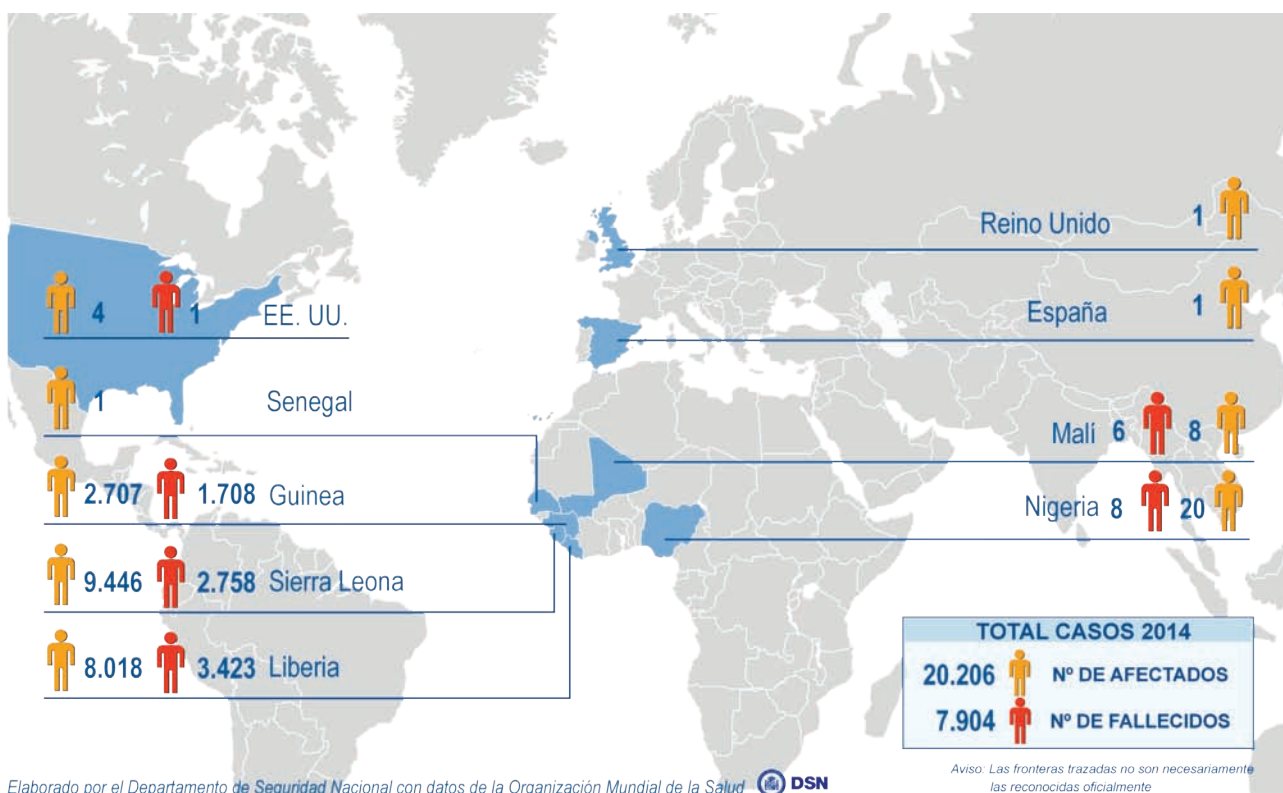 4 1 EE. UU.
1 Senegal
2.707 1.708 Guinea
9.446 2.758 Sierra Leona
8.018 3.423 Liberia
Reino Unido 1
España 1
Malí 6 8
Nigeria 8 20
TOTAL CASOS 2014
20.206 Nº DE AFECTADOS
7.904 Nº DE FALLECIDOS
Elaborado por el Departamento de Seguridad Nacional con datos de la Organización Mundial de la Salud DSN
Aviso: Las fronteras trazadas no son necesariamente
las reconocidas oficialmente